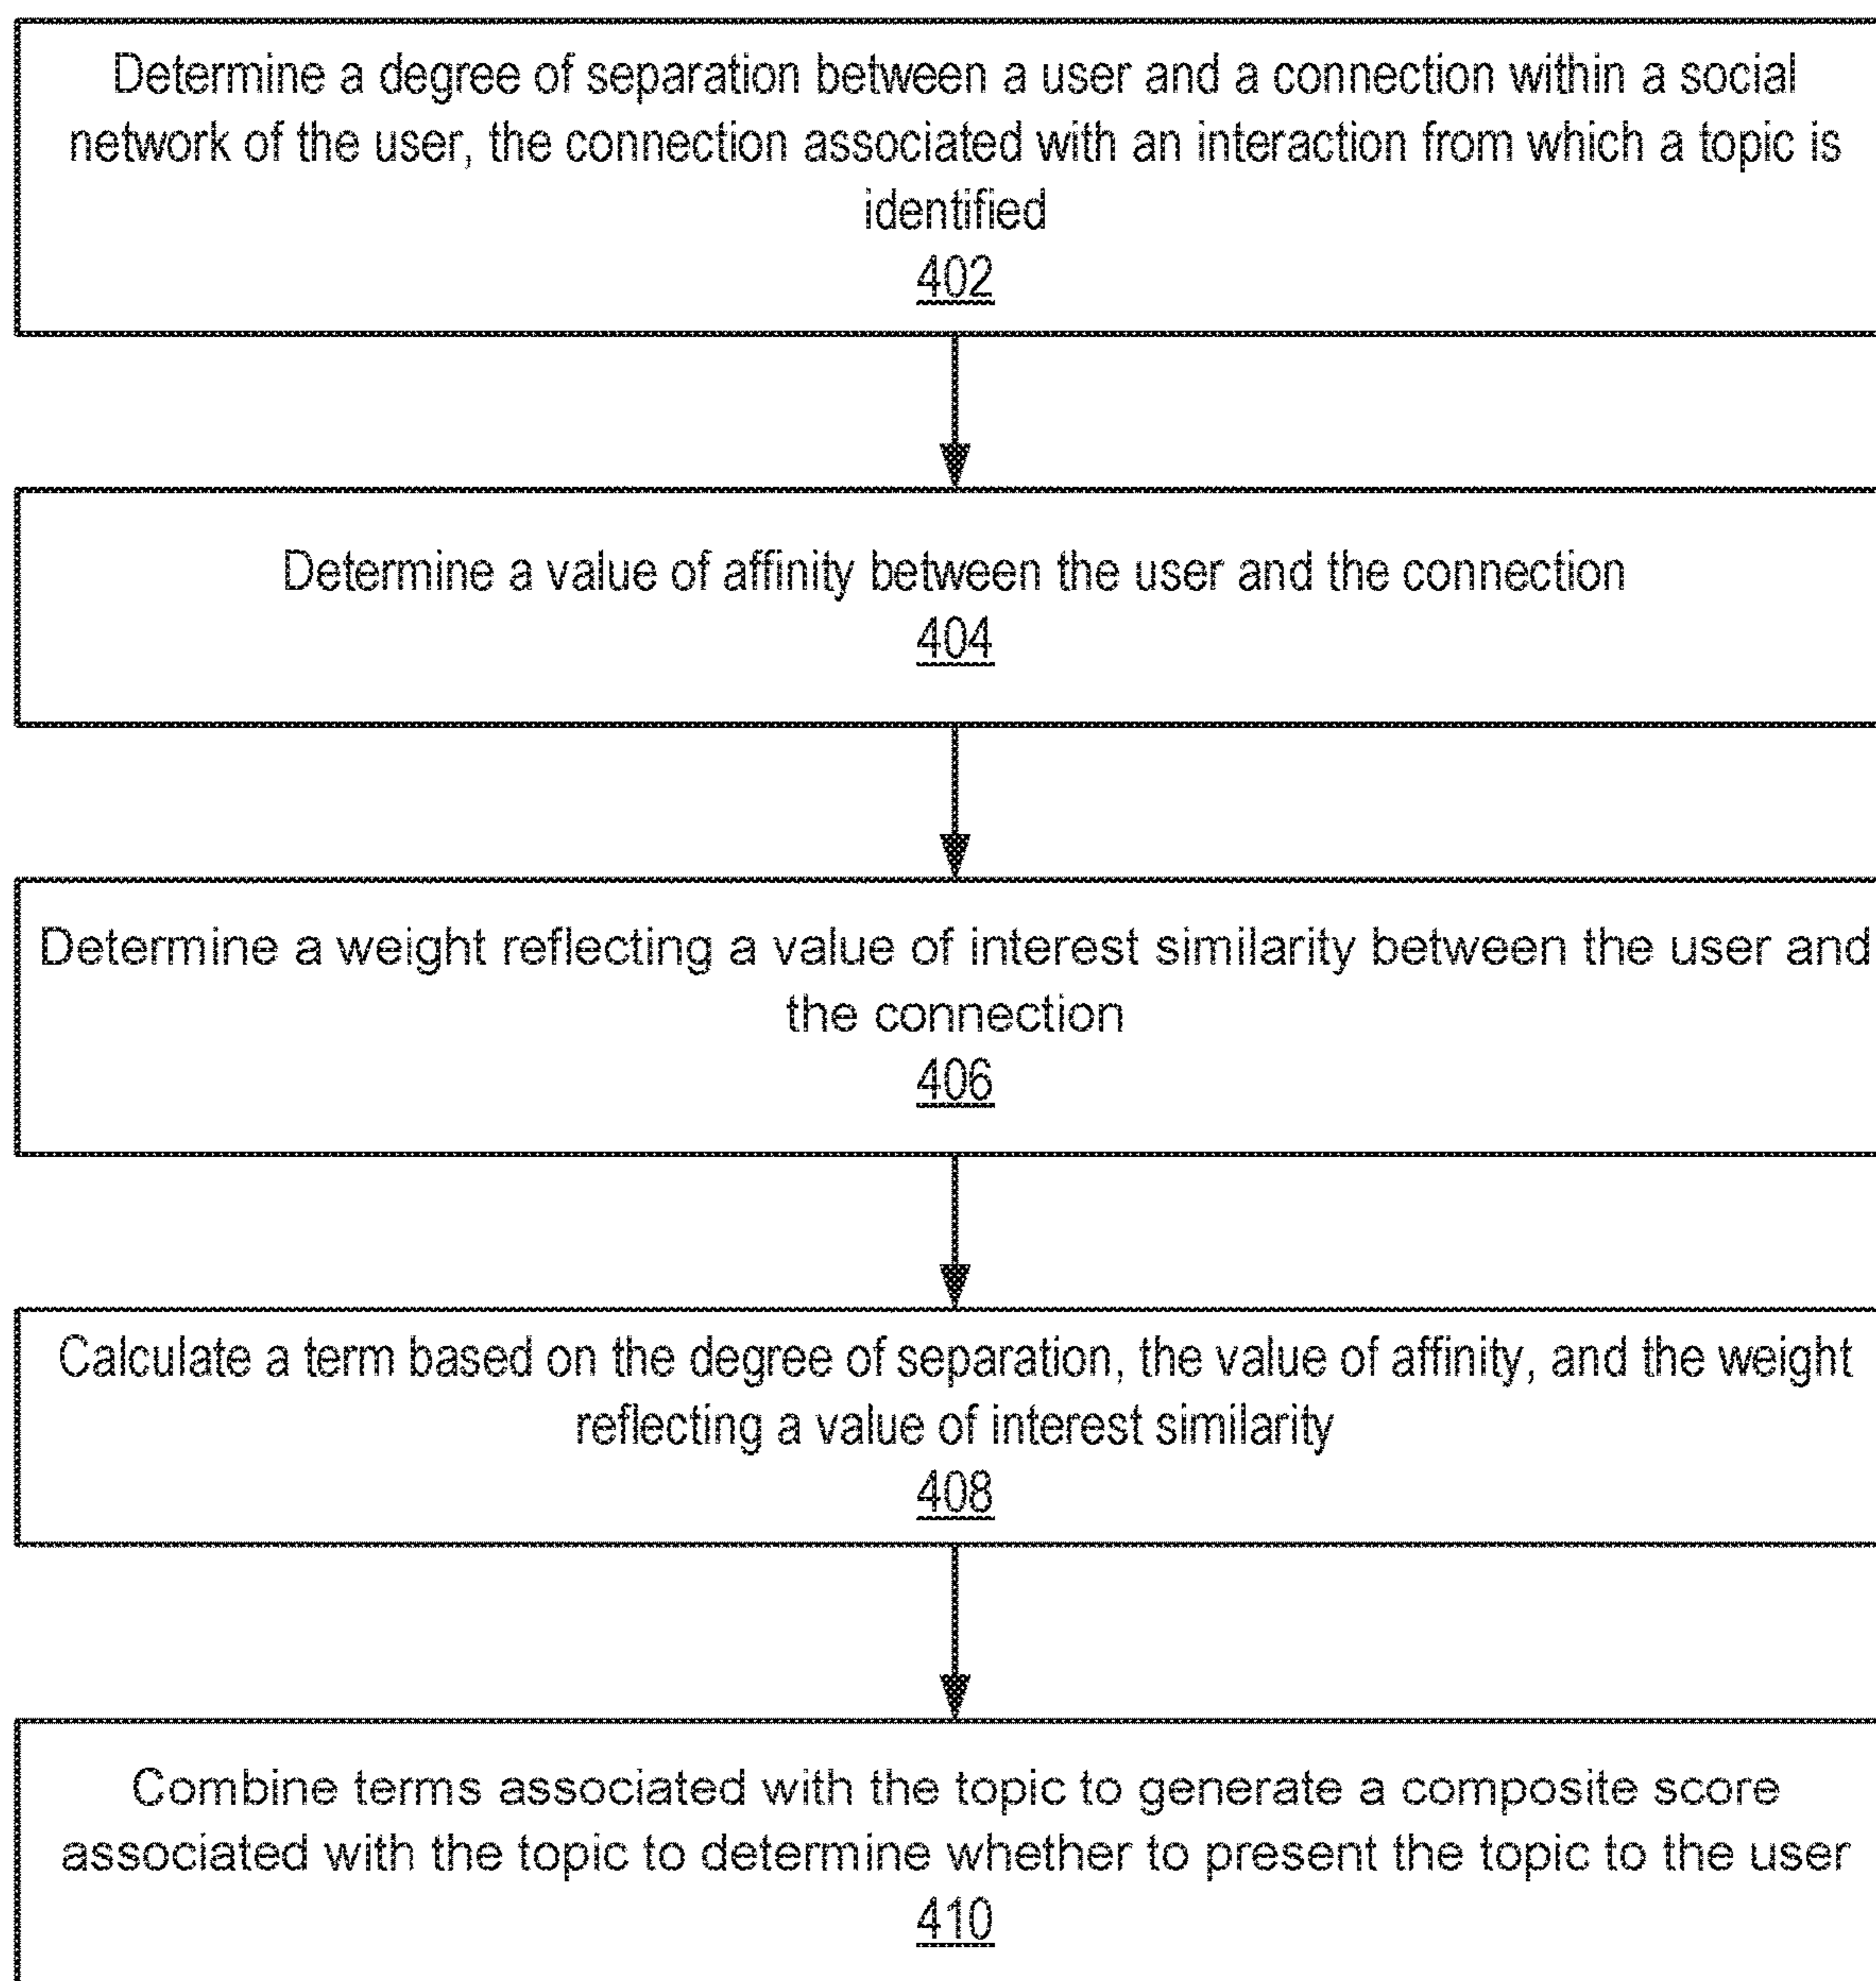 Determine a degree of separation between a user and a connection within a social
network of the user, the connection associated with an interaction from which a topic is
identified
402
Determine a value of affinity between the user and the connection
404
Determine a weight reflecting a value of interest similarity between the user and
the connection
406
Calculate a term based on the degree of separation, the value of affinity, and the weight
reflecting a value of interest similarity
408
Combine terms associated with the topic to generate a composite score
associated with the topic to determine whether to present the topic to the user
410